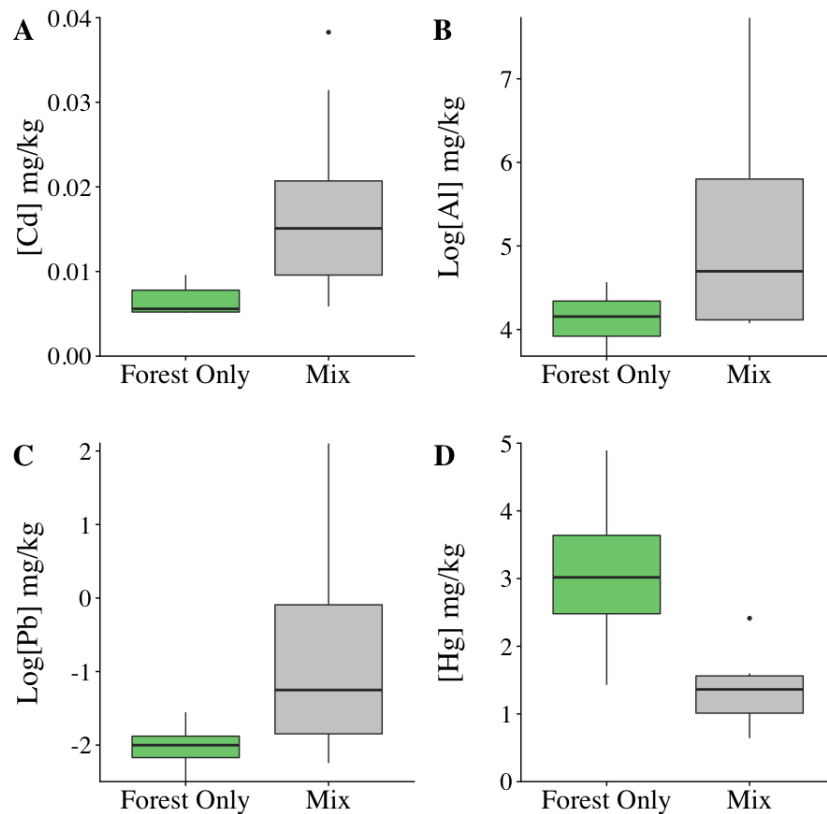 A
[Cd] mg/kg
0.04
0.03
0.02
0.01
0.00
Forest Only
Mix
B
Log[Al] mg/kg
7
6
5
4
Forest Only
Mix
C
Log[Pb] mg/kg
2
1
0
-1
-2
Forest Only
Mix
D
[Hg] mg/kg
5
4
3
2
1
0
Forest Only
Mix